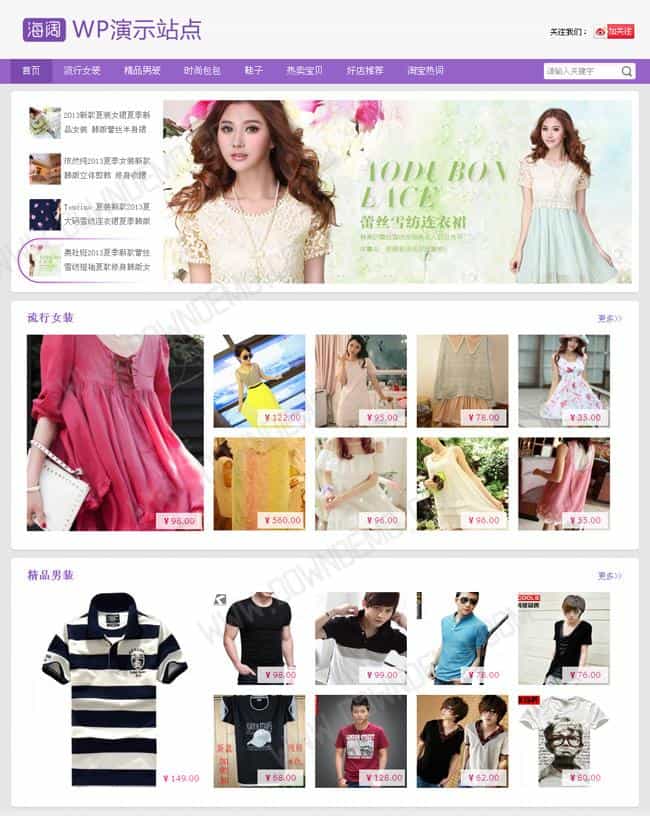 海阔 WP演示站点
关注我们：
加关注
首页 流行女装 精品男装 时尚包包 鞋子 热卖宝贝 好店推荐 淘宝热词
请输入关键字
2013新款夏装女裙夏季新
品女装 韩版蕾丝半身裙
依然纯2013夏季女装新款
韩版立体剪裁 修身收腰
夏装新款2013夏
大码雪纺连衣裙夏季韩版
奥社娅2013夏季新款蕾丝
雪纺短袖夏款修身韩版女
AODU BON
LACE
蕾丝雪纺连衣裙
流行女装
更多>>
¥ 122.00
¥ 95.00
¥ 78.00
¥ 35.00
¥ 98.00
¥ 560.00
¥ 96.00
¥ 96.00
¥ 35.00
精品男装
更多>>
¥ 98.00
¥ 99.00
¥ 78.00
¥ 76.00
¥ 149.00
¥ 68.00
¥ 128.00
¥ 62.00
¥ 80.00